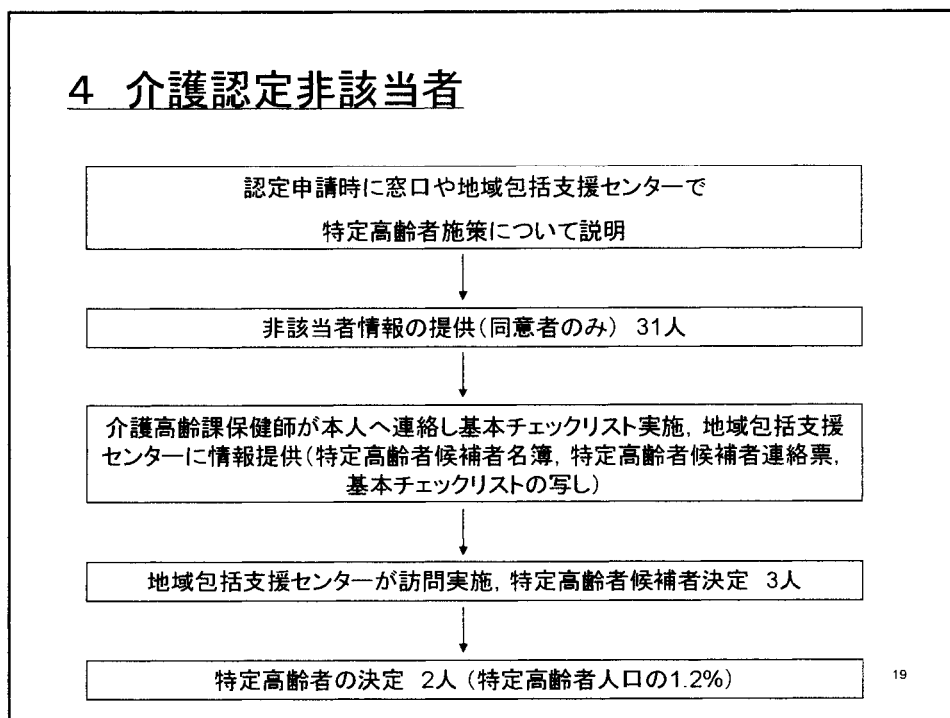 4 介護認定非該当者
認定申請時に窓口や地域包括支援センターで
特定高齢者施策について説明
非該当者情報の提供(同意者のみ) 31人
介護高齢課保健師が本人へ連絡し基本チェックリスト実施, 地域包括支援
センターに情報提供(特定高齢者候補者名簿, 特定高齢者候補者連絡票,
基本チェックリストの写し)
地域包括支援センターが訪問実施, 特定高齢者候補者決定 3人
特定高齢者の決定 2人 (特定高齢者人口の1.2%)
19